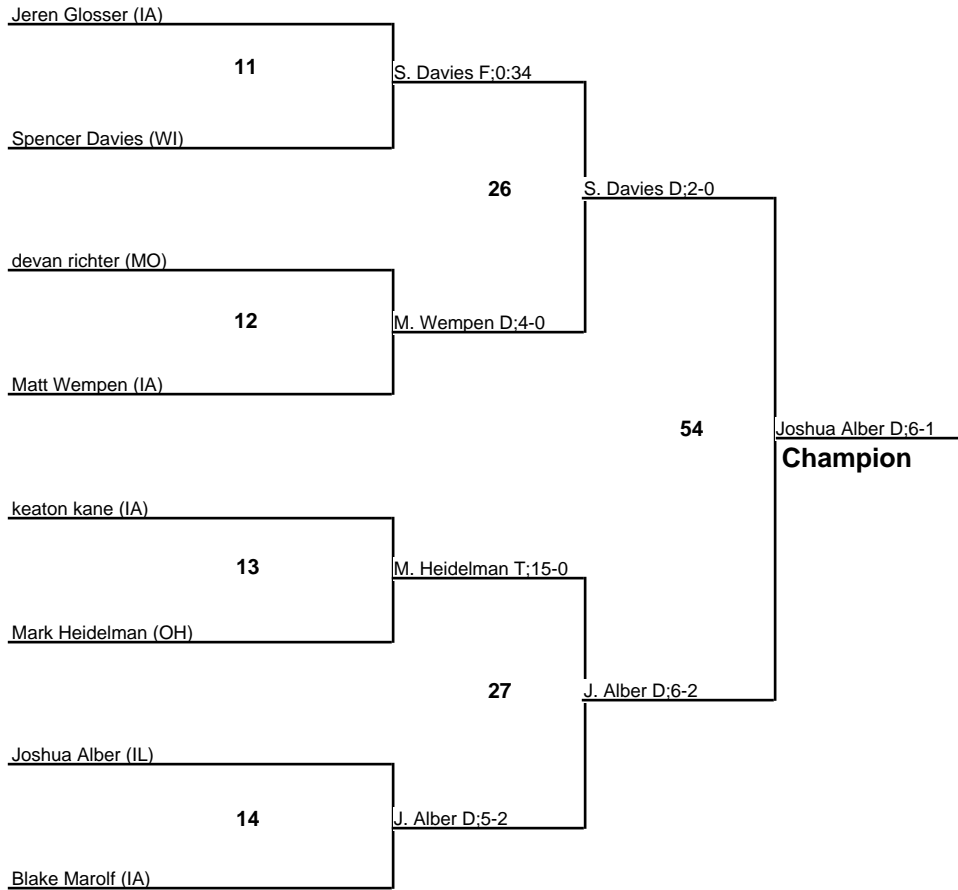 Jeren Glosser (IA)
11
S. Davies F;0:34
Spencer Davies (WI)
26
S. Davies D;2-0
devan richter (MO)
12
M. Wempen D;4-0
Matt Wempen (IA)
54
Joshua Alber D;6-1
Champion
keaton kane (IA)
13
M. Heidelman T;15-0
Mark Heidelman (OH)
27
J. Alber D;6-2
Joshua Alber (IL)
14
J. Alber D;5-2
Blake Marolf (IA)